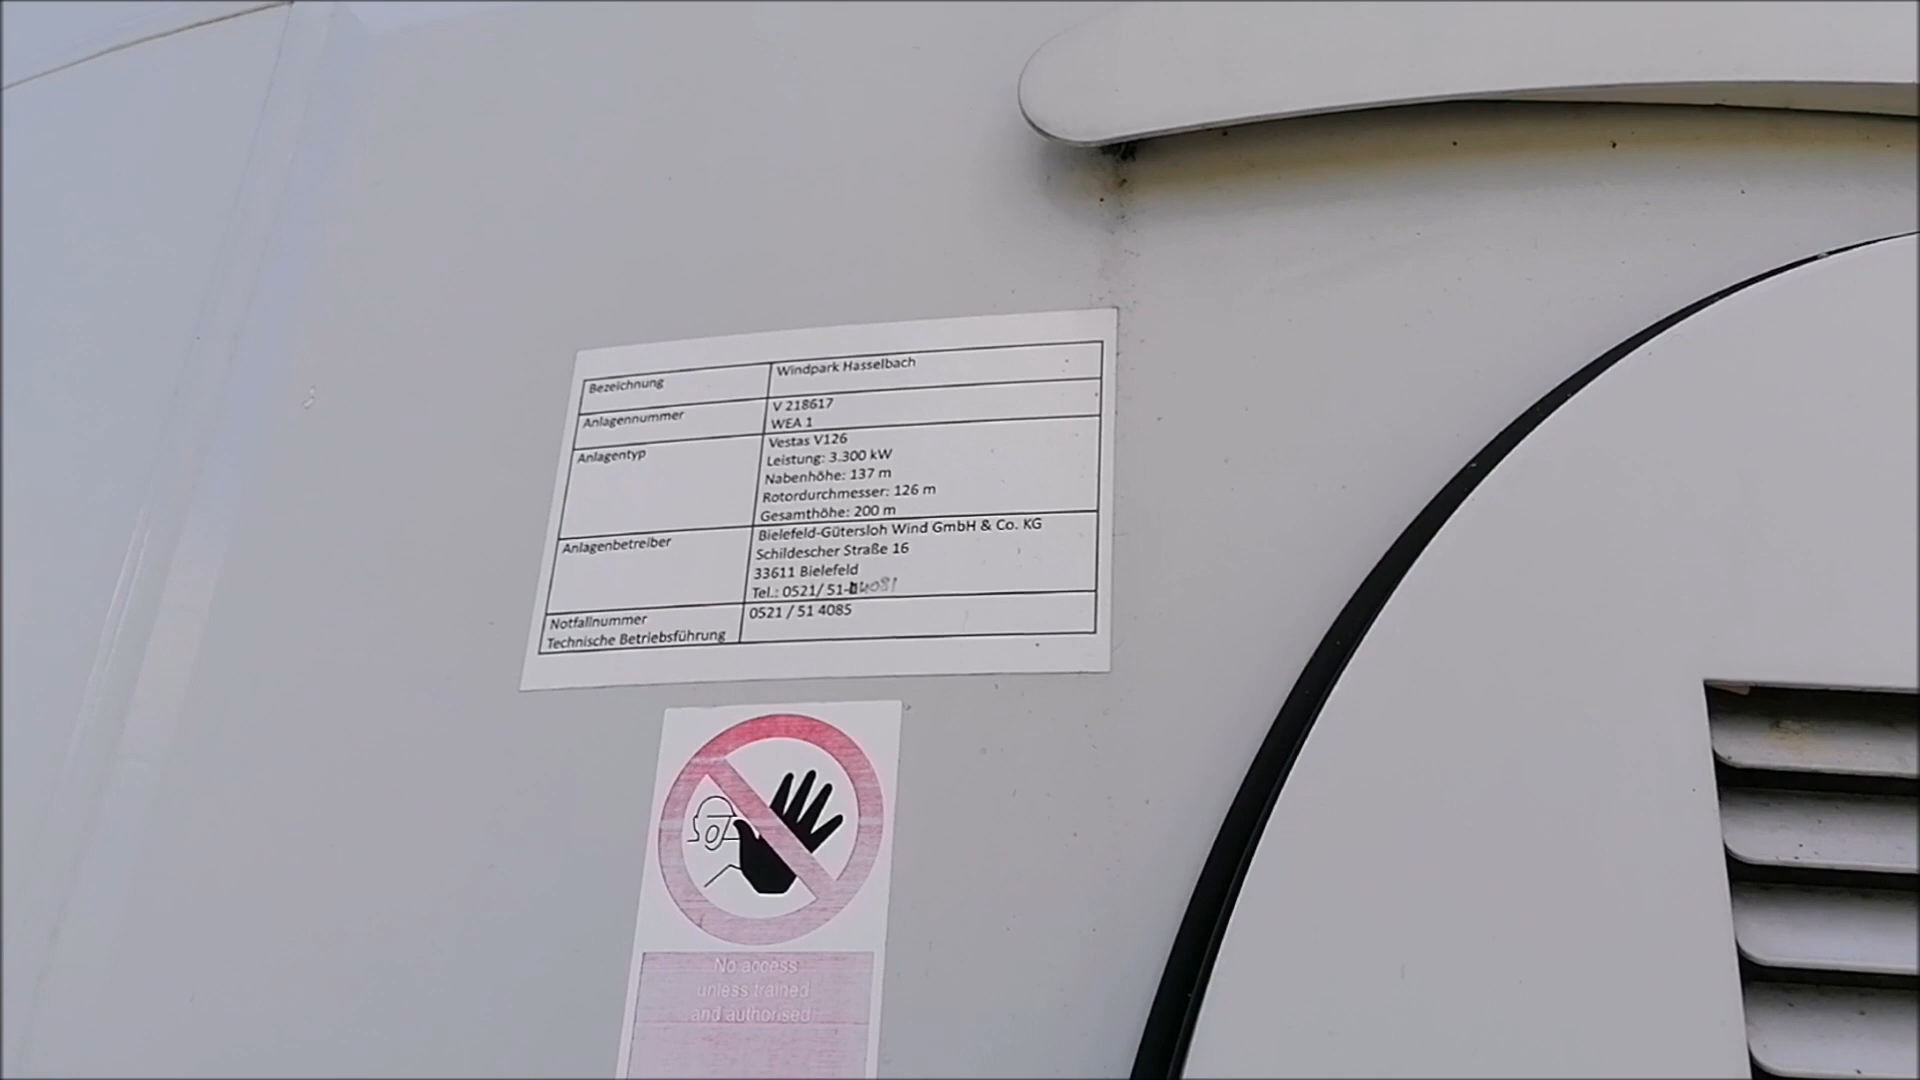 Bezeichnung
Windpark Hasselbach
Anlagennummer
V 218617
WEA 1
Anlagentyp
Vestas V126
Leistung: 3.300 kW
Nabenhöhe: 137 m
Rotordurchmesser: 126 m
Gesamthöhe: 200 m
Anlagenbetreiber
Bielefeld-Gütersloh Wind GmbH & Co. KG
Schildescher Straße 16
33611 Bielefeld
Tel.: 0521/ 51-
Notfallnummer
Technische Betriebsführung
0521 / 51 4085
No access
unless trained
and authorised